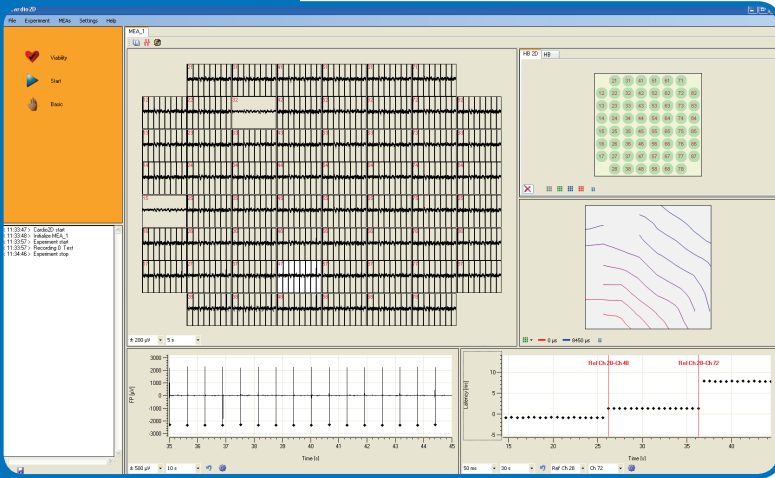 Cardio2D
File Experiment MEAs Settings Help
Viability
Start
Basic
11:33:47 > Cardio2D start
11:33:48 > Initialize MEA_1
11:33:57 > Experiment start
11:33:57 > Recording D Test
11:34:46 > Experiment stop
MEA_1
± 200 µV 5 s
HB 2D HB
21 31 41 51 61 71
12 22 32 42 52 62 72 82
13 23 33 43 53 63 73 83
14 24 34 44 54 64 74 84
15 25 35 45 55 65 75 85
16 26 36 46 56 66 76 86
17 27 37 47 57 67 77 87
28 38 48 58 68 78
0 µs 8450 µs
FP [µV]
3000
2000
1000
0
-1000
-2000
-3000
35 36 37 38 39 40 41 42 43 44 45
Time [s]
± 500 µV 10 s
Latency [ms]
Ref Ch 28-Ch 48 Ref Ch 28-Ch 72
10
5
0
-5
15 20 25 30 35 40
Time [s]
50 ms 30 s Ref Ch 28 Ch 72